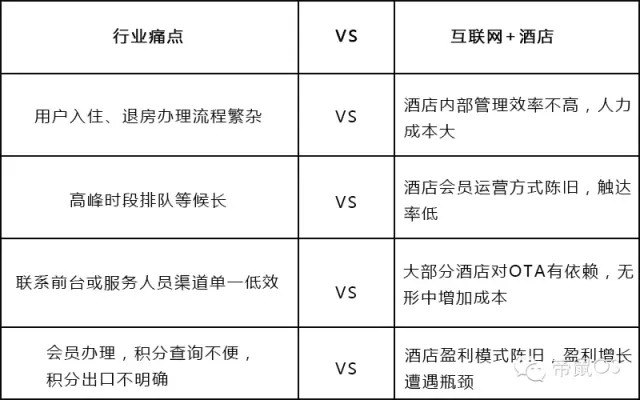 行业痛点
VS
互联网+酒店
用户入住、退房办理流程繁杂
VS
酒店内部管理效率不高，人力
成本大
高峰时段排队等候长
VS
酒店会员运营方式陈旧，触达
率低
联系前台或服务人员渠道单一低效
VS
大部分酒店对OTA有依赖，无
形中增加成本
会员办理，积分查询不便，
积分出口不明确
VS
酒店盈利模式陈旧，盈利增长
遭遇瓶颈
帝鼠OS